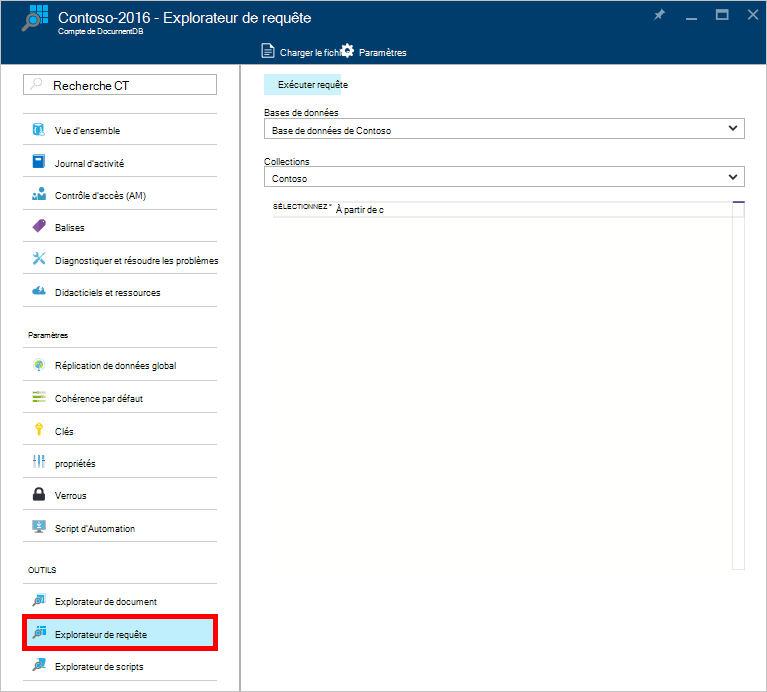 Contoso-2016 - Explorateur de requête
Compte de DocumentDB
Charger le fich
Paramètres
Recherche CT
Vue d'ensemble
Journal d'activité
Contrôle d'accès (AM)
Balises
Diagnostiquer et résoudre les problèmes
Didacticiels et ressources
Paramètres
Réplication de données global
Cohérence par défaut
Clés
propriétés
Verrous
Script d'Automation
OUTILS
Explorateur de document
Explorateur de requête
Explorateur de scripts
Exécuter requête
Bases de données
Base de données de Contoso
Collections
Contoso
SÉLECTIONNEZ * À partir de c